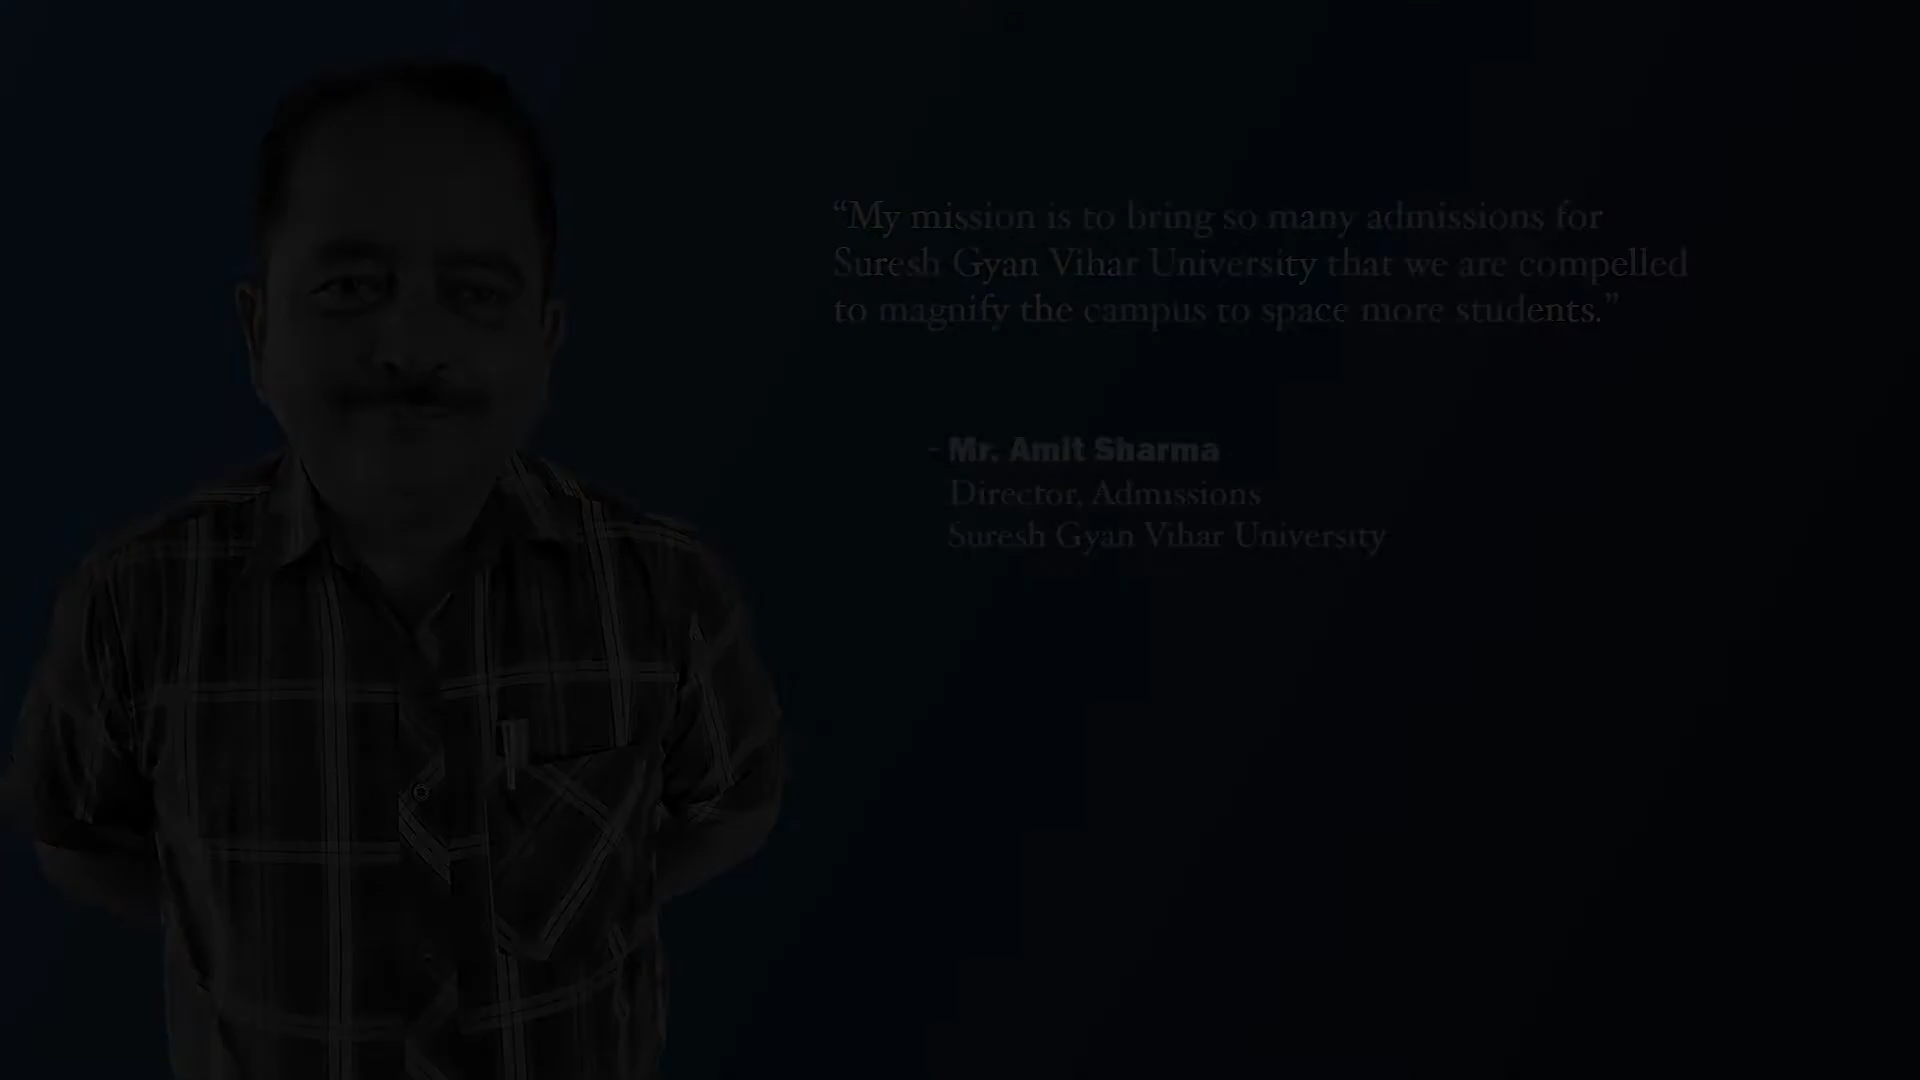 “My mission is to bring so many admissions for
Suresh Gyan Vihar University that we are compelled
to magnify the campus to space more students.”
- Mr. Amit Sharma
Director, Admissions
Suresh Gyan Vihar University